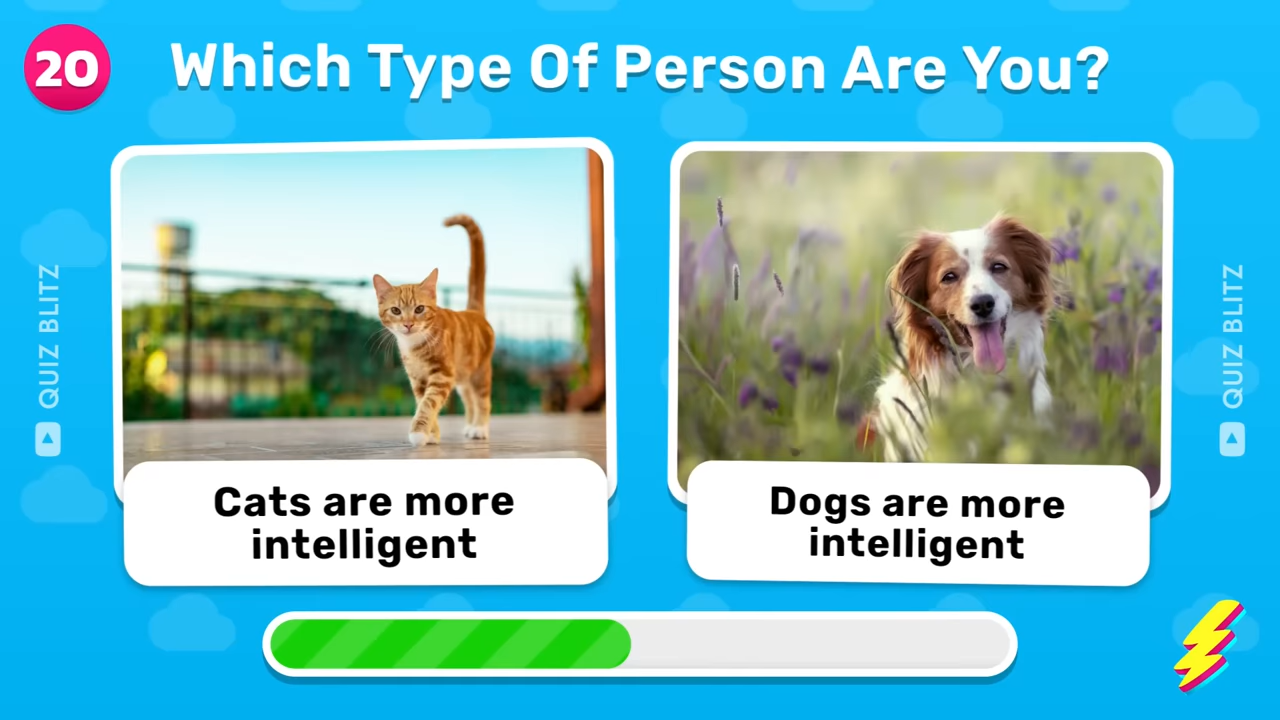 20
Which Type Of Person Are You?
QUIZ BLITZ
QUIZ BLITZ
Cats are more
intelligent
Dogs are more
intelligent